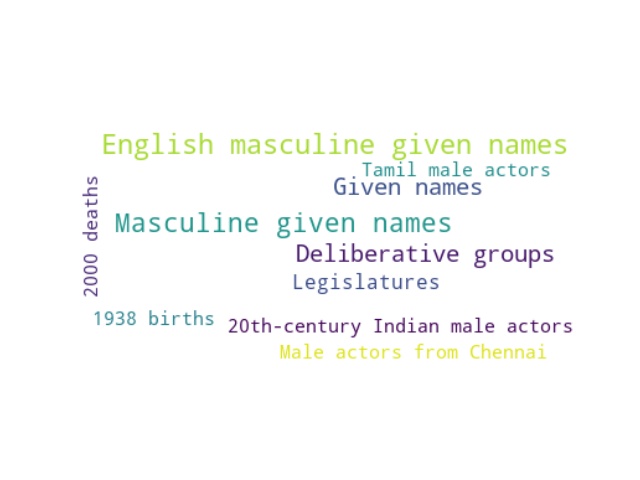 English masculine given names
Tamil male actors
Given names
2000 deaths
Masculine given names
Deliberative groups
Legislatures
1938 births
20th-century Indian male actors
Male actors from Chennai